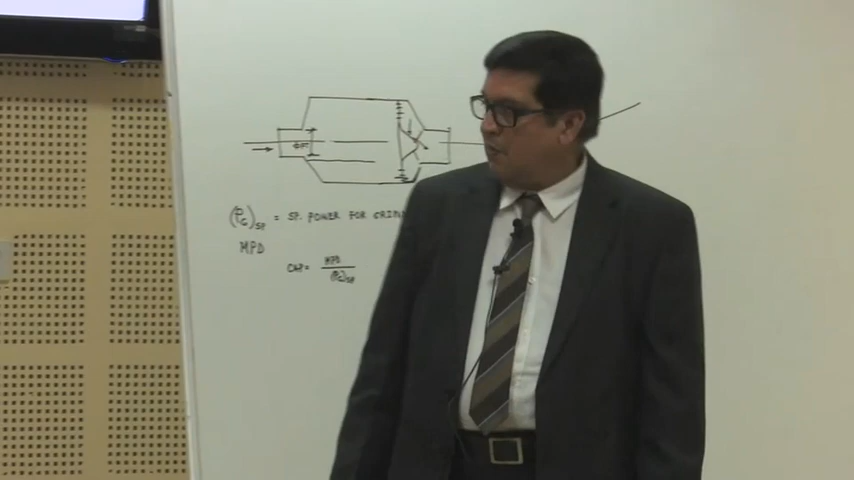 (Pc)SP = SP. POWER FOR GRIN
MPD
CAP = MPD / (Pc)SP